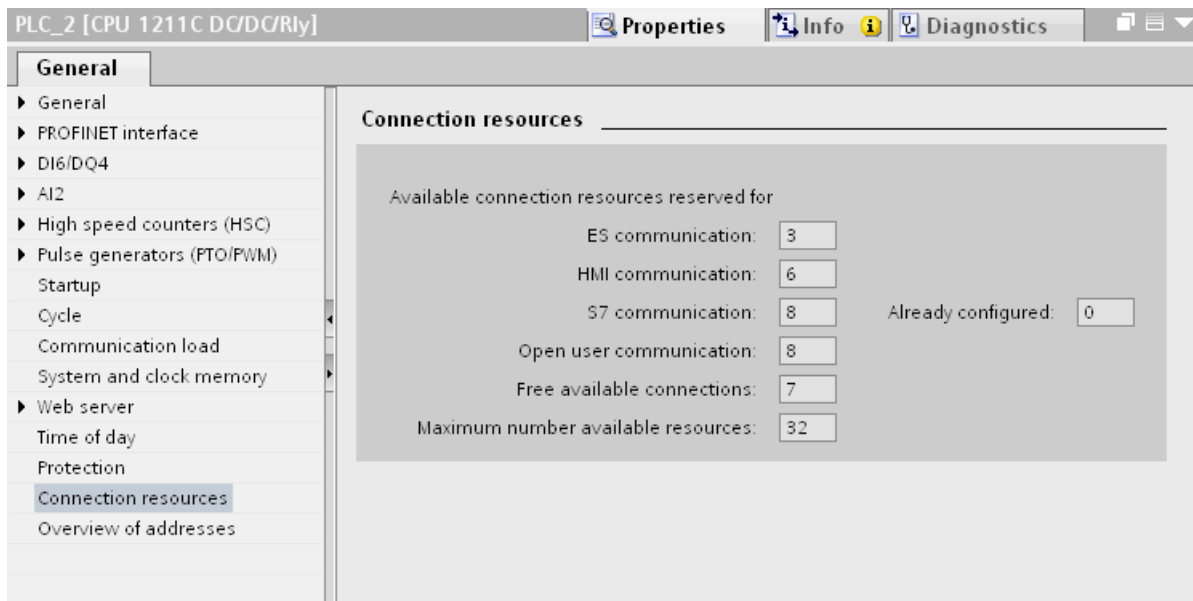 PLC_2 [CPU 1211C DC/DC/Rly]
Properties
Info
Diagnostics
General
General
PROFINET interface
DI6/DQ4
AI2
High speed counters (HSC)
Pulse generators (PTO/PWM)
Startup
Cycle
Communication load
System and clock memory
Web server
Time of day
Protection
Connection resources
Overview of addresses
Connection resources
Available connection resources reserved for
ES communication: 3
HMI communication: 6
S7 communication: 8 Already configured: 0
Open user communication: 8
Free available connections: 7
Maximum number available resources: 32